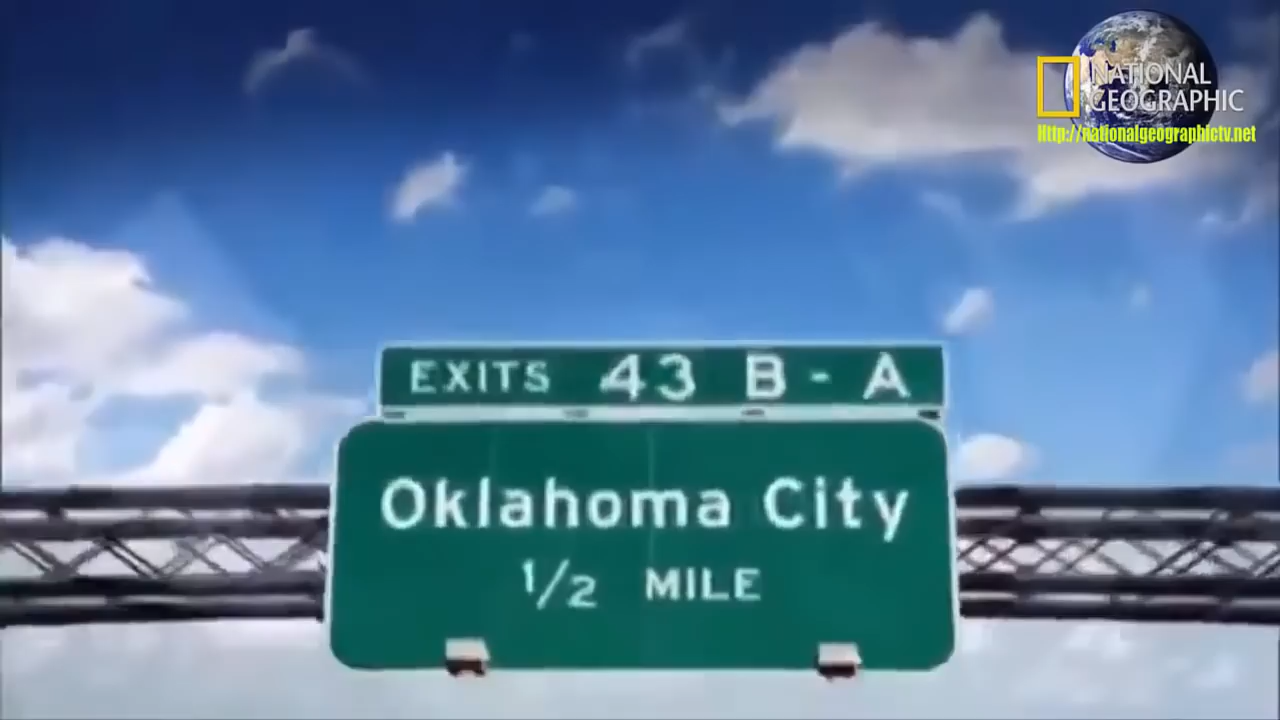 NATIONAL
GEOGRAPHIC
Http://nationalgeographictv.net
EXITS 43 B - A
Oklahoma City
1/2 MILE